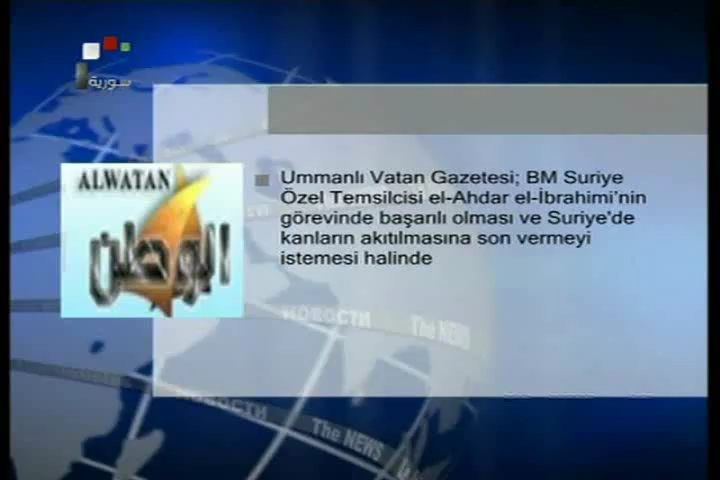 سورية
ALWATAN
الوطن
Ummanlı Vatan Gazetesi; BM Suriye
Özel Temsilcisi el-Ahdar el-İbrahimi'nin
görevinde başarılı olması ve Suriye'de
kanların akıtılmasına son vermeyi
istemesi halinde
НОВОСТИ
The NEWS
НОВОСТИ
The NEWS